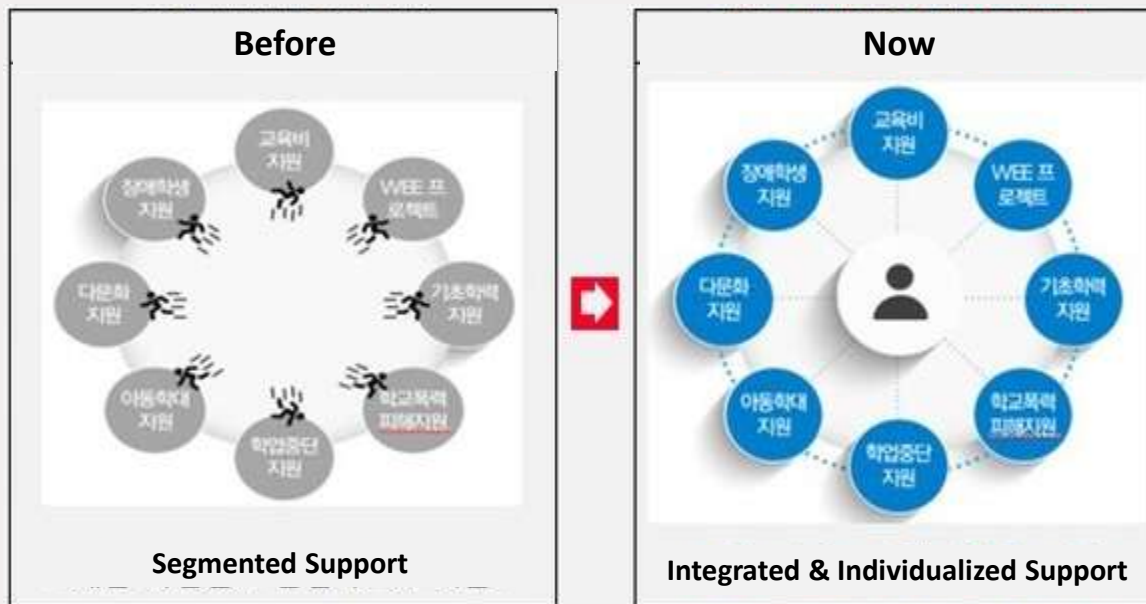 Before
교육비
지원
장애학생
지원
WEE 프
로젝트
다문화
지원
기초학력
지원
아동학대
지원
학교폭력
피해지원
학업중단
지원
Segmented Support
Now
교육비
지원
장애학생
지원
WEE 프
로젝트
다문화
지원
기초학력
지원
아동학대
지원
학교폭력
피해지원
학업중단
지원
Integrated & Individualized Support